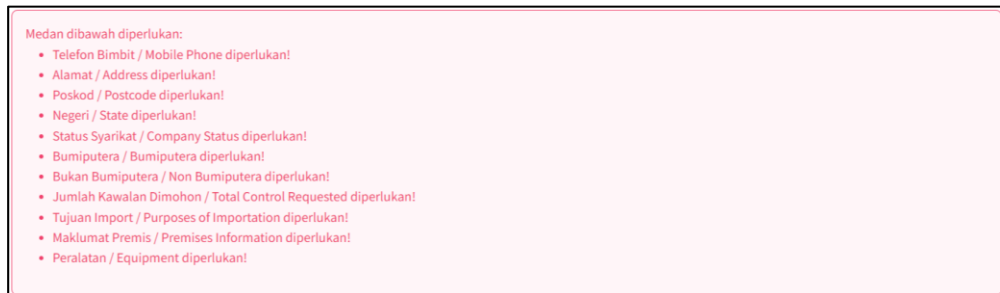 Medan dibawah diperlukan:
• Telefon Bimbit / Mobile Phone diperlukan!
• Alamat / Address diperlukan!
• Poskod / Postcode diperlukan!
• Negeri / State diperlukan!
• Status Syarikat / Company Status diperlukan!
• Bumiputera / Bumiputera diperlukan!
• Bukan Bumiputera / Non Bumiputera diperlukan!
• Jumlah Kawalan Dimohon / Total Control Requested diperlukan!
• Tujuan Import / Purposes of Importation diperlukan!
• Maklumat Premis / Premises Information diperlukan!
• Peralatan / Equipment diperlukan!